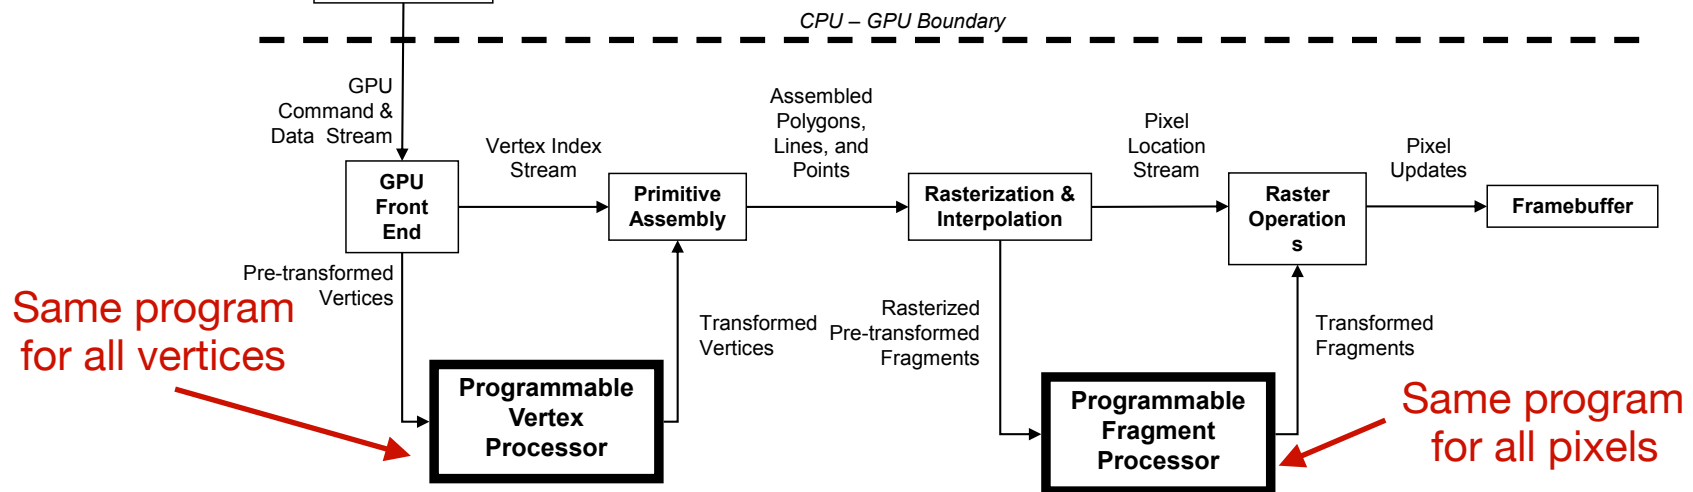 CPU – GPU Boundary
GPU
Command &
Data Stream
Vertex Index
Stream
Assembled
Polygons,
Lines, and
Points
Pixel
Location
Stream
Pixel
Updates
GPU
Front
End
Primitive
Assembly
Rasterization &
Interpolation
Raster
Operation
s
Framebuffer
Pre-transformed
Vertices
Same program
for all vertices
Transformed
Vertices
Rasterized
Pre-transformed
Fragments
Transformed
Fragments
Programmable
Vertex
Processor
Programmable
Fragment
Processor
Same program
for all pixels